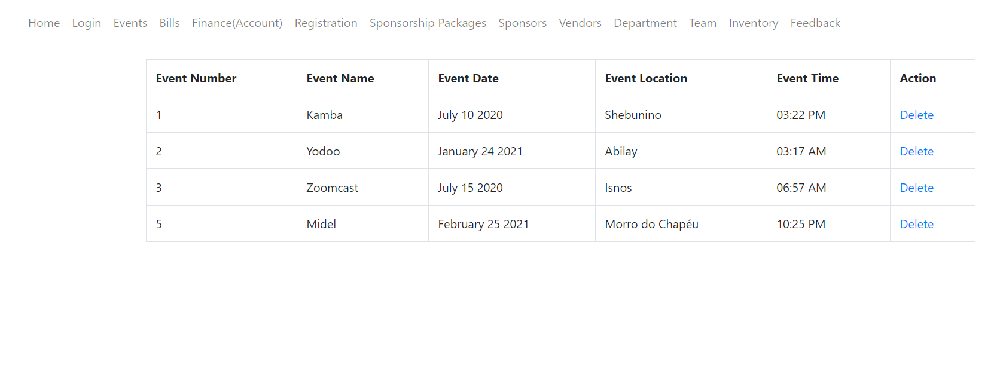 Home Login Events Bills Finance(Account) Registration Sponsorship Packages Sponsors Vendors Department Team Inventory Feedback
Event Number Event Name Event Date Event Location Event Time Action
1 Kamba July 10 2020 Shebunino 03:22 PM Delete
2 Yodoo January 24 2021 Abilay 03:17 AM Delete
3 Zoomcast July 15 2020 Isnos 06:57 AM Delete
5 Midel February 25 2021 Morro do Chapéu 10:25 PM Delete